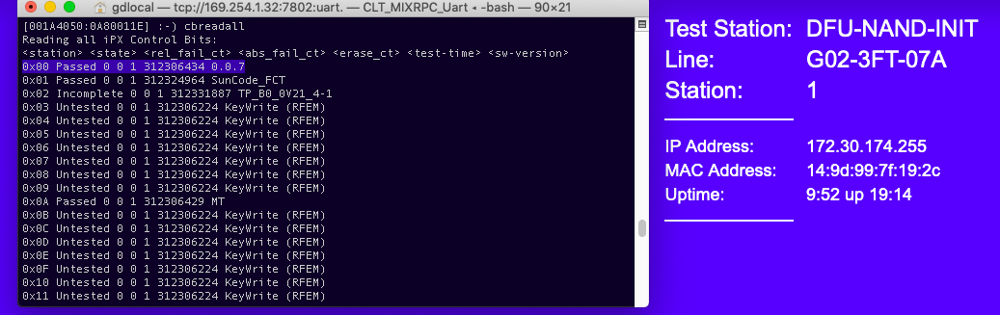 gdlocal — tcp://169.254.1.32:7802:uart. — CLT_MIXRPC_Uart ◂ -bash — 90×21
[001A4050:0A80011E] :-) cbreadall
Reading all iPX Control Bits:
<station> <state> <rel_fail_ct> <abs_fail_ct> <erase_ct> <test-time> <sw-version>
0x00 Passed 0 0 1 312306434 0.0.7
0x01 Passed 0 0 1 312324964 SunCode_FCT
0x02 Incomplete 0 0 1 312331887 TP_B0_0V21_4-1
0x03 Untested 0 0 1 312306224 KeyWrite (RFEM)
0x04 Untested 0 0 1 312306224 KeyWrite (RFEM)
0x05 Untested 0 0 1 312306224 KeyWrite (RFEM)
0x06 Untested 0 0 1 312306224 KeyWrite (RFEM)
0x07 Untested 0 0 1 312306224 KeyWrite (RFEM)
0x08 Untested 0 0 1 312306224 KeyWrite (RFEM)
0x09 Untested 0 0 1 312306224 KeyWrite (RFEM)
0x0A Passed 0 0 1 312306429 MT
0x0B Untested 0 0 1 312306224 KeyWrite (RFEM)
0x0C Untested 0 0 1 312306224 KeyWrite (RFEM)
0x0D Untested 0 0 1 312306224 KeyWrite (RFEM)
0x0E Untested 0 0 1 312306224 KeyWrite (RFEM)
0x0F Untested 0 0 1 312306224 KeyWrite (RFEM)
0x10 Untested 0 0 1 312306224 KeyWrite (RFEM)
0x11 Untested 0 0 1 312306224 KeyWrite (RFEM)
Test Station: DFU-NAND-INIT
Line: G02-3FT-07A
Station: 1
IP Address: 172.30.174.255
MAC Address: 14:9d:99:7f:19:2c
Uptime: 9:52 up 19:14